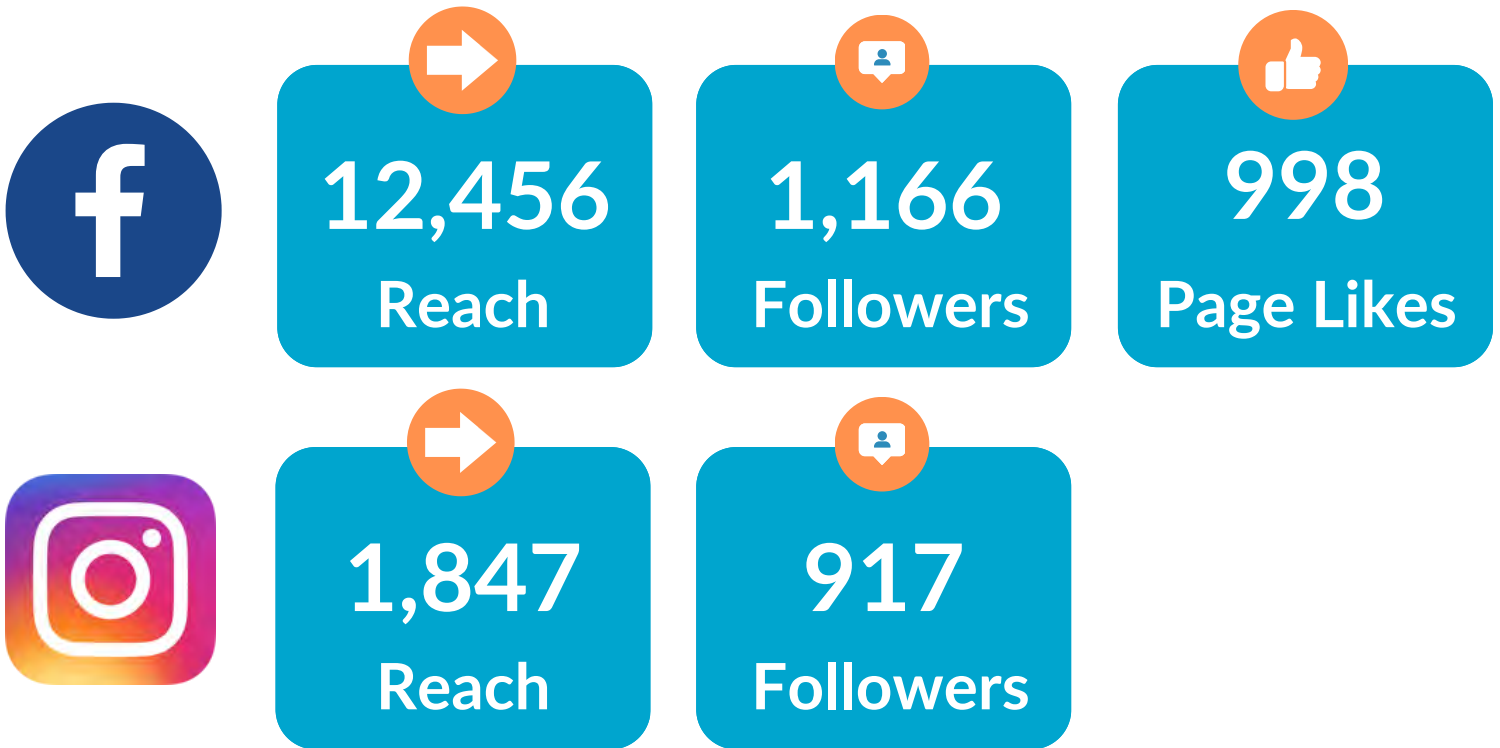 12,456
Reach
1,166
Followers
998
Page Likes
1,847
Reach
917
Followers